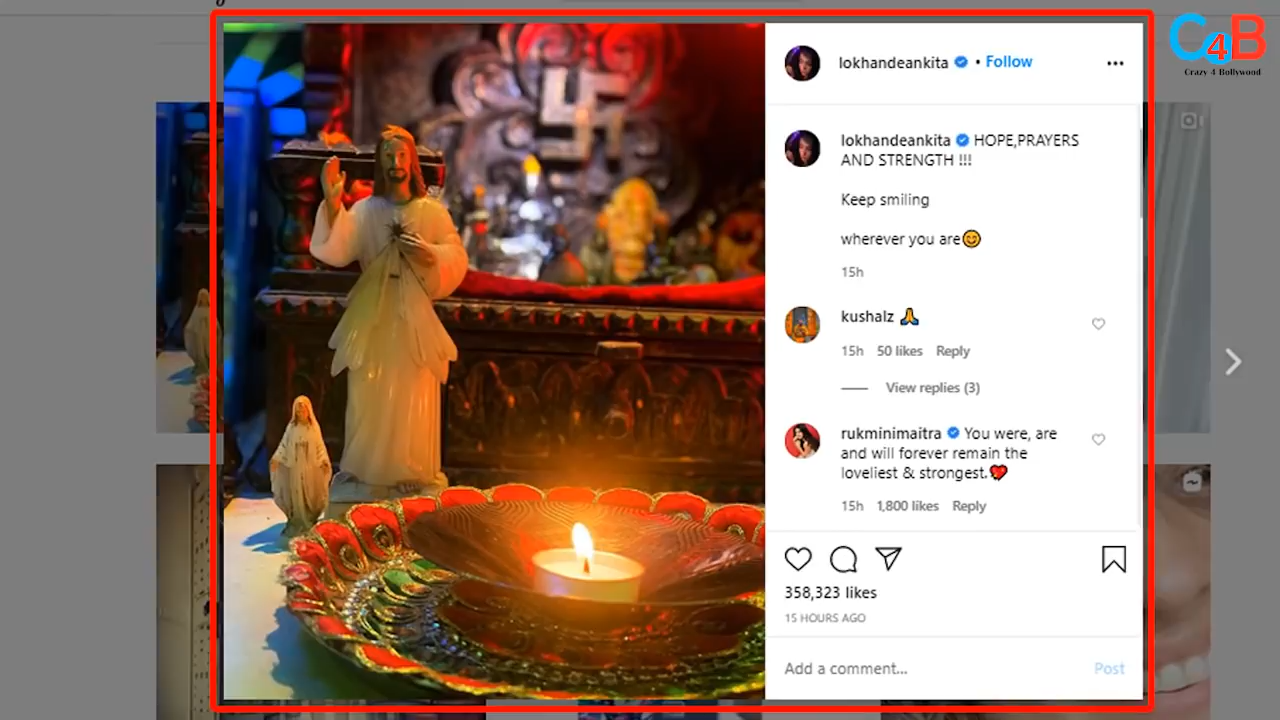 C4B
Crazy 4 Bollywood
lokhandeankita • Follow
lokhandeankita HOPE,PRAYERS
AND STRENGTH !!!
Keep smiling
wherever you are😊
15h
kushalz 🙏
15h 50 likes Reply
View replies (3)
rukminimaitra You were, are
and will forever remain the
loveliest & strongest.💖
15h 1,800 likes Reply
358,323 likes
15 HOURS AGO
Add a comment... Post